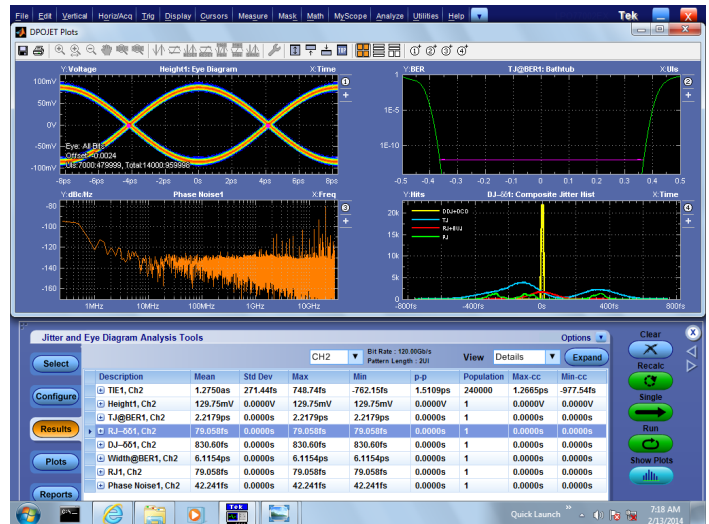 File Edit Vertical Horiz/Acq Trig Display Cursors Measure Mask Math MyScope Analyze Utilities Help Tek
DPOJET Plots
Y:Voltage Height1: Eye Diagram X:Time
100mV
50mV
0V
-50mV
-100mV
Eye: All Bits
Offset: -0.0024
UIs:7000:479999, Total:14000:959998
-8ps -6ps -4ps -2ps 0s 2ps 4ps 6ps 8ps
Y:BER TJ@BER1: Bathtub X:UIs
1
1E-5
1E-10
-0.5 -0.4 -0.3 -0.2 -0.1 0 0.1 0.2 0.3 0.4 0.5
Y:dBc/Hz Phase Noise1 X:Freq
-80
-100
-120
-140
-160
1MHz 10MHz 100MHz 1GHz 10GHz
Y:Hits DJ–δδ1: Composite Jitter Hist X:Time
20k
15k
10k
5k
0
DDJ+DCD
TJ
RJ+BUJ
RJ
-800fs -400fs 0s 400fs 800fs
1
2
3
4
Jitter and Eye Diagram Analysis Tools Options
Clear
Select
CH2
Bit Rate : 120.00Gb/s
Pattern Length : 2UI
View Details Expand
Recalc
Description Mean Std Dev Max Min p-p Population Max-cc Min-cc
TIE1, Ch2 1.2750as 271.44fs 748.74fs -762.15fs 1.5109ps 240000 1.2665ps -977.54fs
Configure
Height1, Ch2 129.75mV 0.0000V 129.75mV 129.75mV 0.0000V 1 0.0000V 0.0000V
Single
TJ@BER1, Ch2 2.2179ps 0.0000s 2.2179ps 2.2179ps 0.0000s 1 0.0000s 0.0000s
Results
RJ–δδ1, Ch2 79.058fs 0.0000s 79.058fs 79.058fs 0.0000s 1 0.0000s 0.0000s
Run
DJ–δδ1, Ch2 830.60fs 0.0000s 830.60fs 830.60fs 0.0000s 1 0.0000s 0.0000s
Plots
Width@BER1, Ch2 6.1154ps 0.0000s 6.1154ps 6.1154ps 0.0000s 1 0.0000s 0.0000s
Show Plots
RJ1, Ch2 79.058fs 0.0000s 79.058fs 79.058fs 0.0000s 1 0.0000s 0.0000s
Phase Noise1, Ch2 42.241fs 0.0000s 42.241fs 42.241fs 0.0000s 1 0.0000s 0.0000s
Reports
Tek
Quick Launch
7:18 AM
2/13/2014